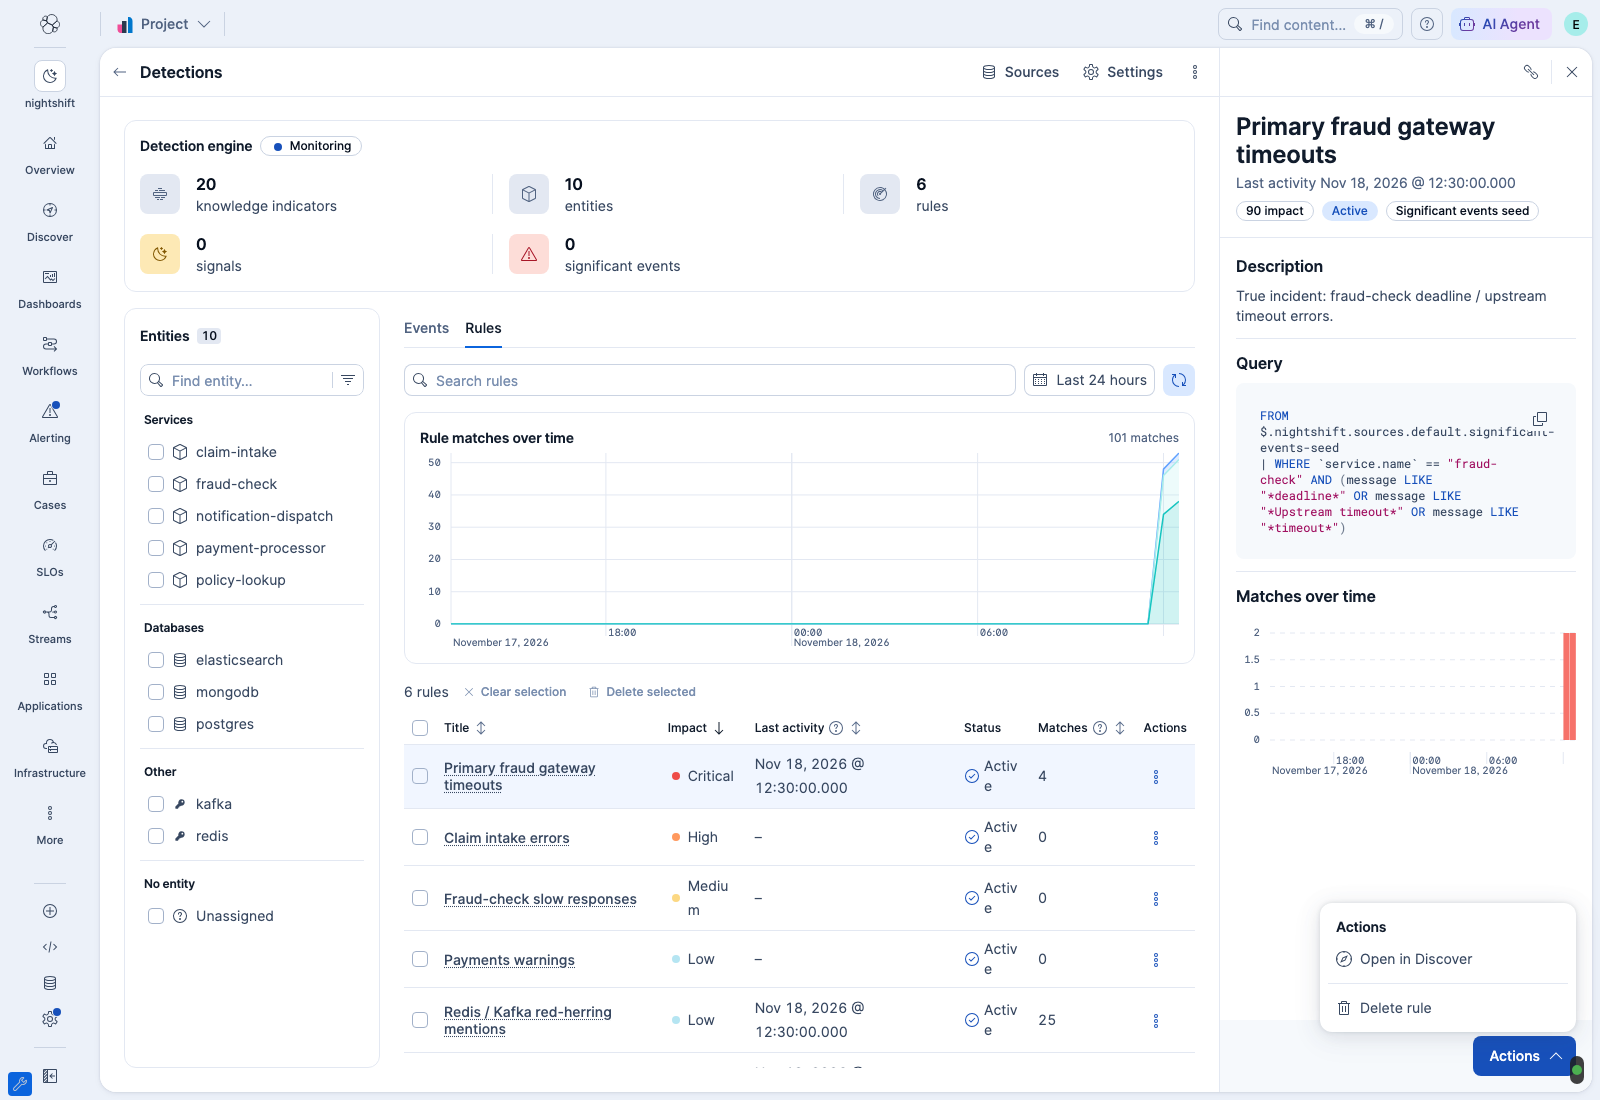 Project
Find content...
⌘ /
AI Agent
E
nightshift
Overview
Discover
Dashboards
Workflows
Alerting
Cases
SLOs
Streams
Applications
Infrastructure
More
Detections
Sources
Settings
Detection engine
Monitoring
20
knowledge indicators
10
entities
6
rules
0
signals
0
significant events
Entities 10
Find entity...
Services
claim-intake
fraud-check
notification-dispatch
payment-processor
policy-lookup
Databases
elasticsearch
mongodb
postgres
Other
kafka
redis
No entity
Unassigned
Events
Rules
Search rules
Last 24 hours
Rule matches over time
101 matches
50
40
30
20
10
0
18:00
00:00
06:00
November 17, 2026
November 18, 2026
6 rules
Clear selection
Delete selected
Title
Impact
Last activity
Status
Matches
Actions
Primary fraud gateway
timeouts
Critical
Nov 18, 2026 @
12:30:00.000
Activ
e
4
Claim intake errors
High
–
Activ
e
0
Fraud-check slow responses
Mediu
m
–
Activ
e
0
Payments warnings
Low
–
Activ
e
0
Redis / Kafka red-herring
mentions
Low
Nov 18, 2026 @
12:30:00.000
Activ
e
25
Primary fraud gateway
timeouts
Last activity Nov 18, 2026 @ 12:30:00.000
90 impact
Active
Significant events seed
Description
True incident: fraud-check deadline / upstream
timeout errors.
Query
FROM
$.nightshift.sources.default.significant-
events-seed
| WHERE `service.name` == "fraud-
check" AND (message LIKE
"*deadline*" OR message LIKE
"*Upstream timeout*" OR message LIKE
"*timeout*")
Matches over time
2
1.5
1
0.5
0
18:00
00:00
06:00
November 17, 2026
November 18, 2026
Actions
Open in Discover
Delete rule
Actions